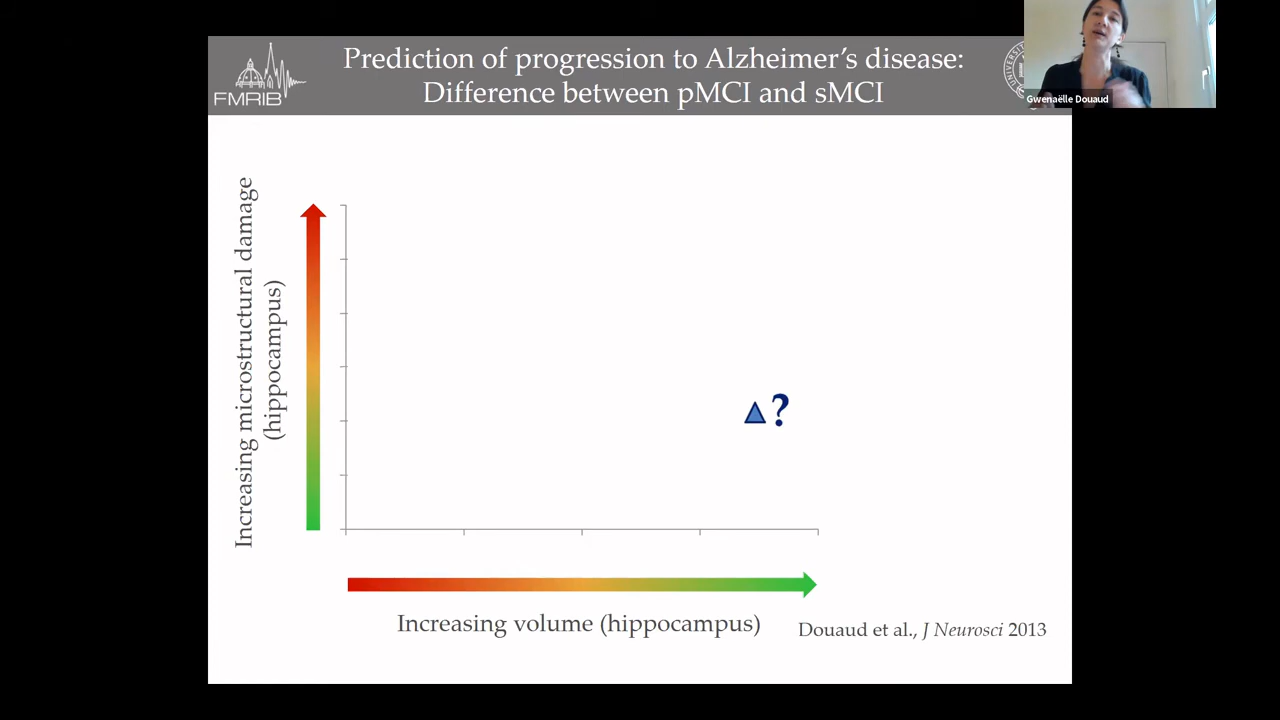 Prediction of progression to Alzheimer's disease:
Difference between pMCI and sMCI
FMRIB
Gwenaëlle Douaud
Increasing microstructural damage
(hippocampus)
?
Increasing volume (hippocampus)
Douaud et al., J Neurosci 2013